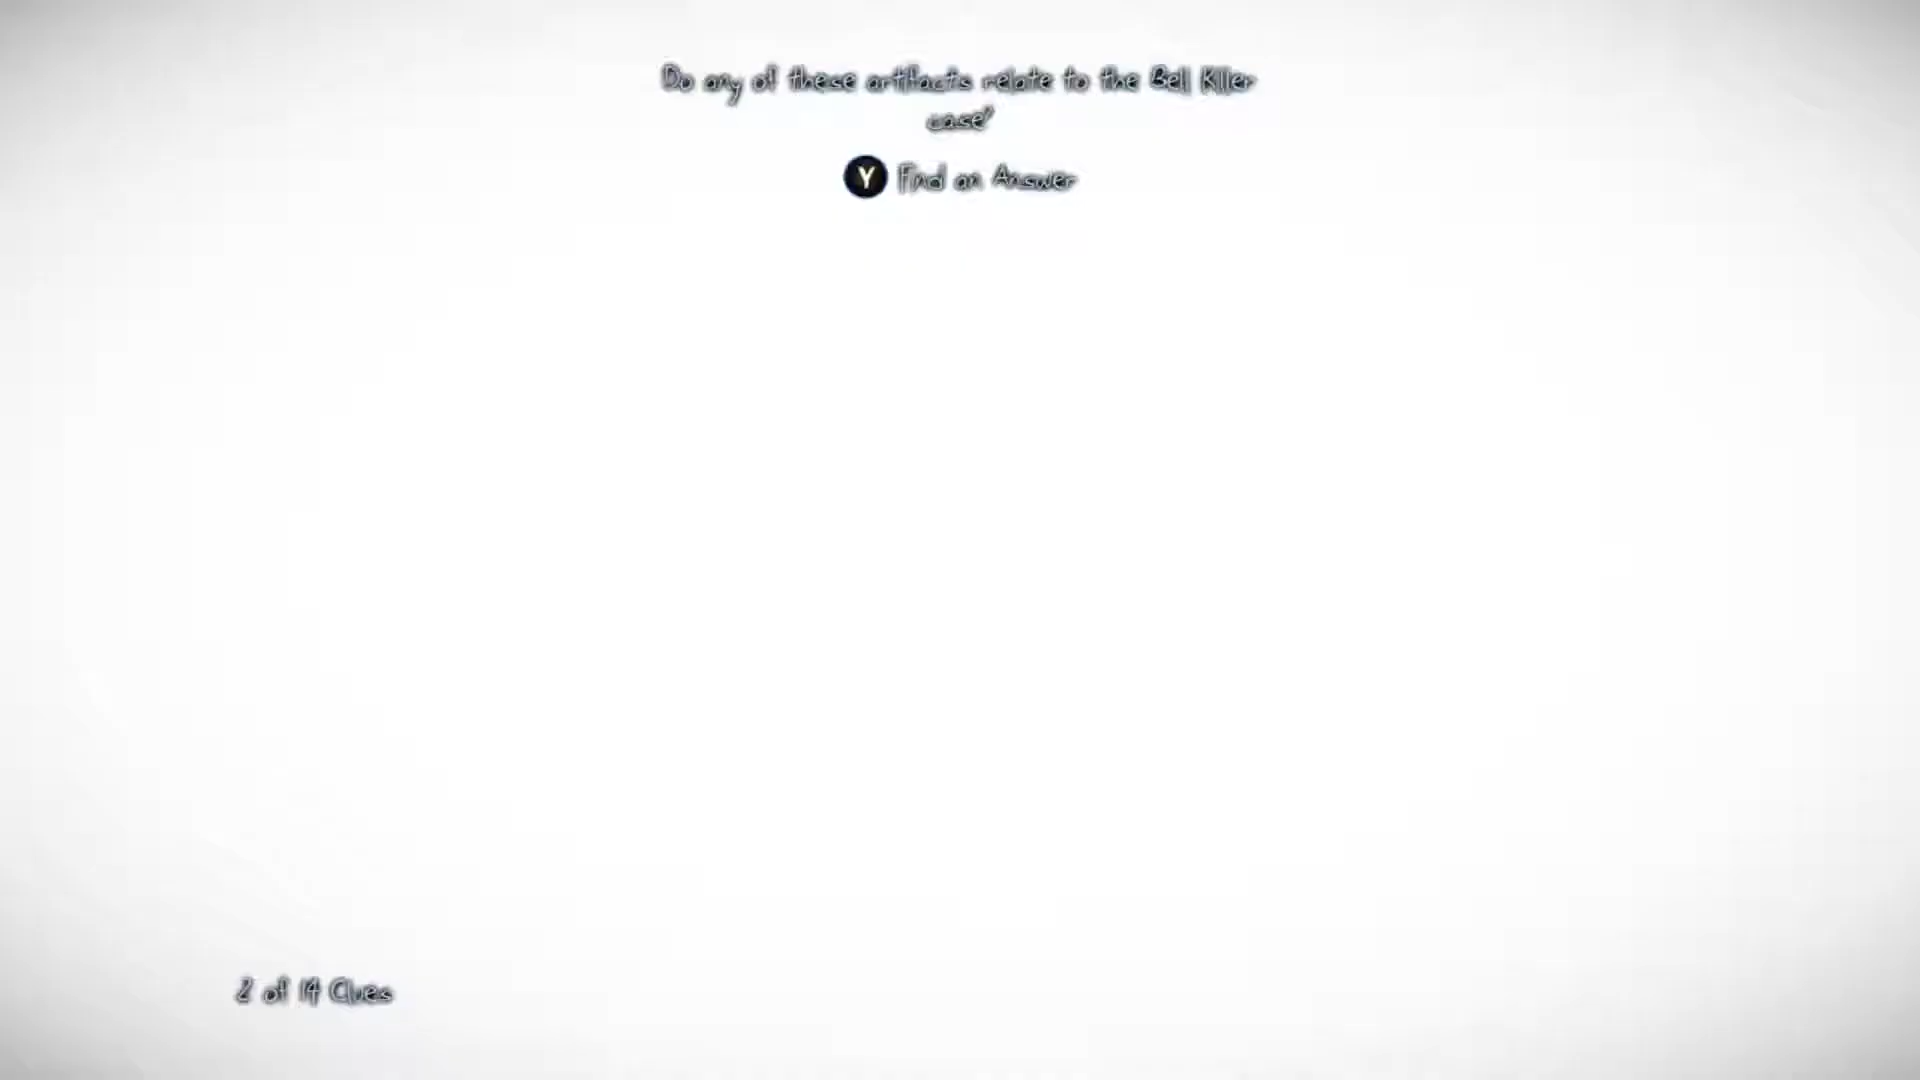 Do any of these artifacts relate to the Bell Killer
case?
Y Find an Answer
2 of 14 Clues